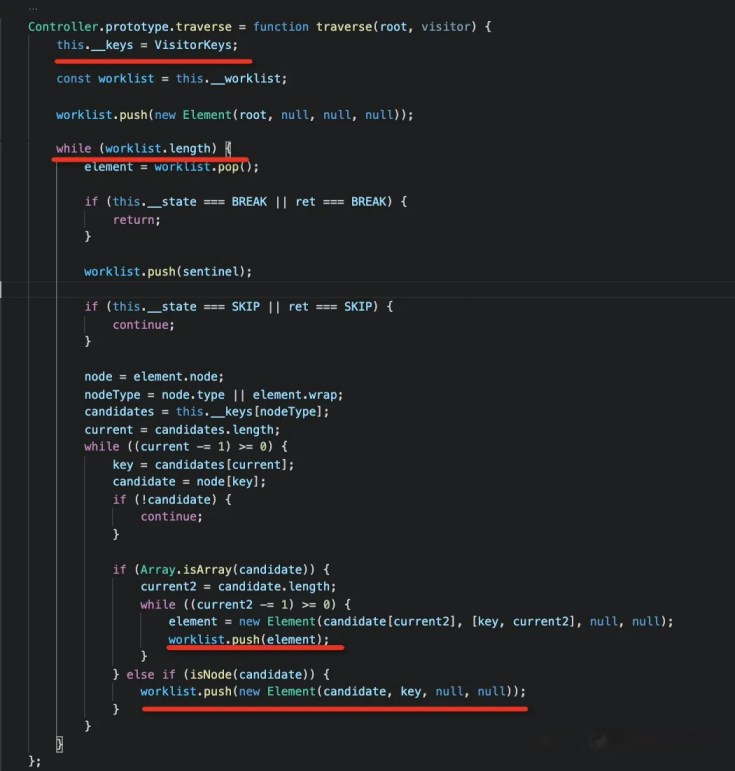 ...
Controller.prototype.traverse = function traverse(root, visitor) {
this.__keys = VisitorKeys;
const worklist = this.__worklist;
worklist.push(new Element(root, null, null, null));
while (worklist.length) {
element = worklist.pop();
if (this.__state === BREAK || ret === BREAK) {
return;
}
worklist.push(sentinel);
if (this.__state === SKIP || ret === SKIP) {
continue;
}
node = element.node;
nodeType = node.type || element.wrap;
candidates = this.__keys[nodeType];
current = candidates.length;
while ((current -= 1) >= 0) {
key = candidates[current];
candidate = node[key];
if (!candidate) {
continue;
}
if (Array.isArray(candidate)) {
current2 = candidate.length;
while ((current2 -= 1) >= 0) {
element = new Element(candidate[current2], [key, current2], null, null);
worklist.push(element);
}
} else if (isNode(candidate)) {
worklist.push(new Element(candidate, key, null, null));
}
}
}
};